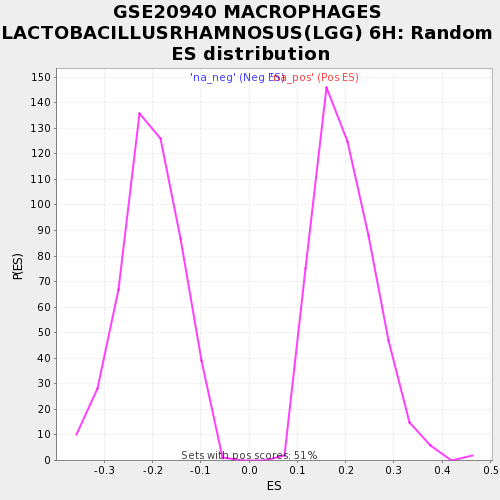 GSE20940 MACROPHAGES
LACTOBACILLUSRHAMNOSUS(LGG) 6H: Random
ES distribution
'na_neg' (Neg ES) 'na_pos' (Pos ES)
150
140
130
120
110
100
90
80
70
60
50
40
30
20
10
0
P(ES)
Sets with pos scores: 51%
-0.3 -0.2 -0.1 0.0 0.1 0.2 0.3 0.4 0.5
ES